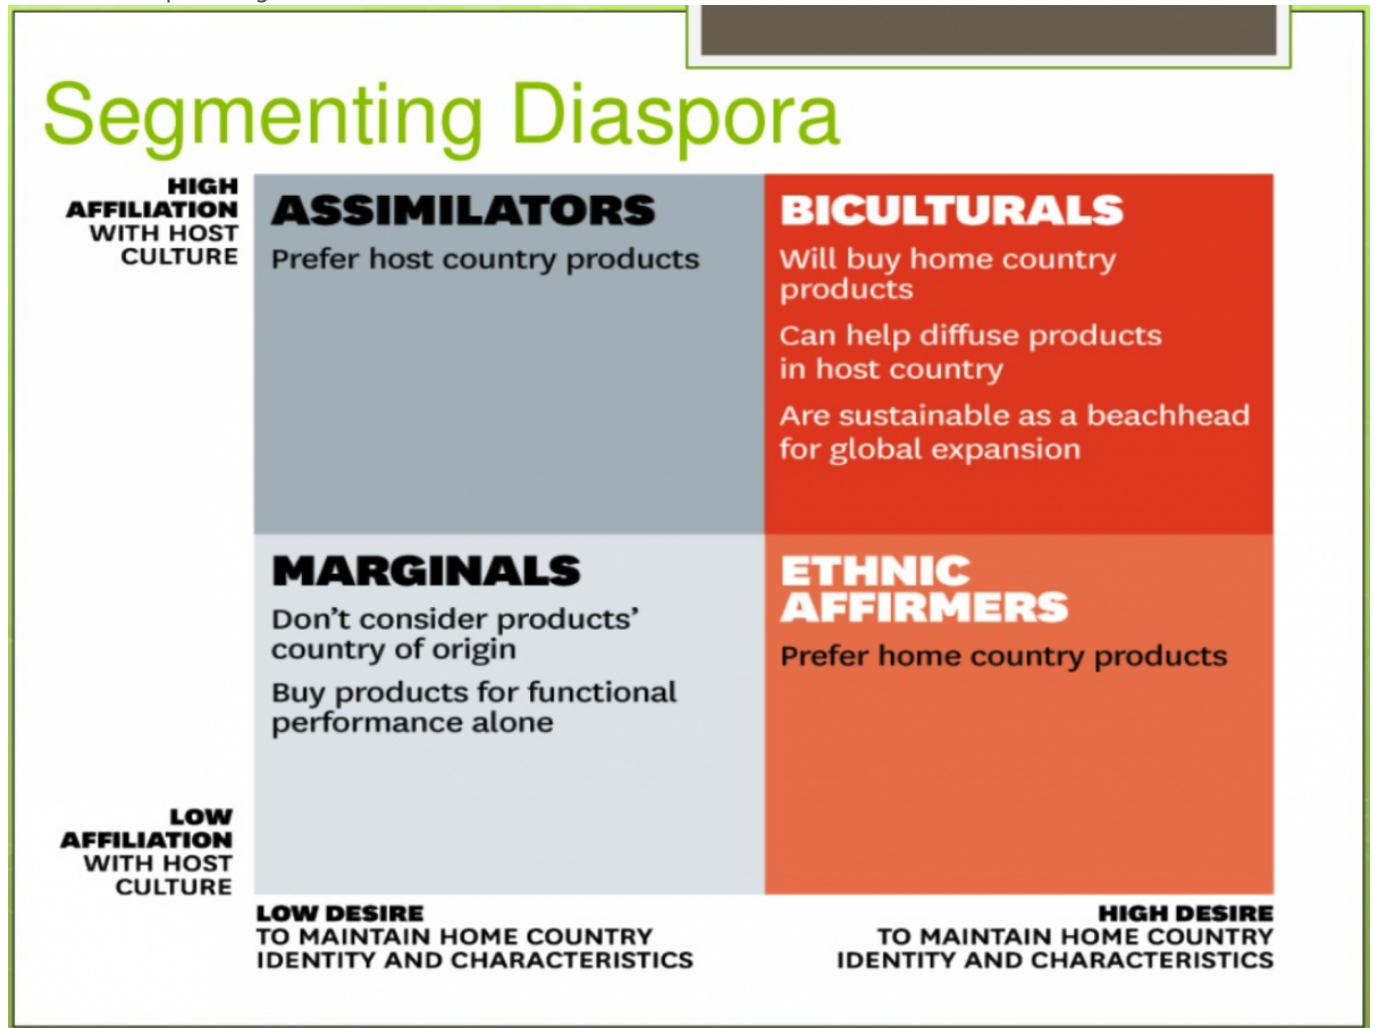 Segmenting Diaspora
HIGH
AFFILIATION
WITH HOST
CULTURE
ASSIMILATORS
Prefer host country products
BICULTURALS
Will buy home country
products
Can help diffuse products
in host country
Are sustainable as a beachhead
for global expansion
MARGINALS
Don’t consider products’
country of origin
Buy products for functional
performance alone
ETHNIC
AFFIRMERS
Prefer home country products
LOW
AFFILIATION
WITH HOST
CULTURE
LOW DESIRE
TO MAINTAIN HOME COUNTRY
IDENTITY AND CHARACTERISTICS
HIGH DESIRE
TO MAINTAIN HOME COUNTRY
IDENTITY AND CHARACTERISTICS